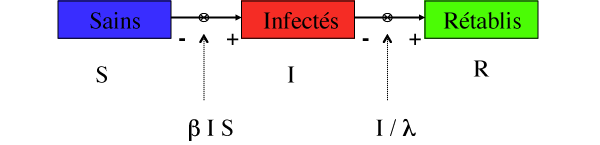 Sains Infectés Rétablis
- + - +
S I R
β I S I / λ